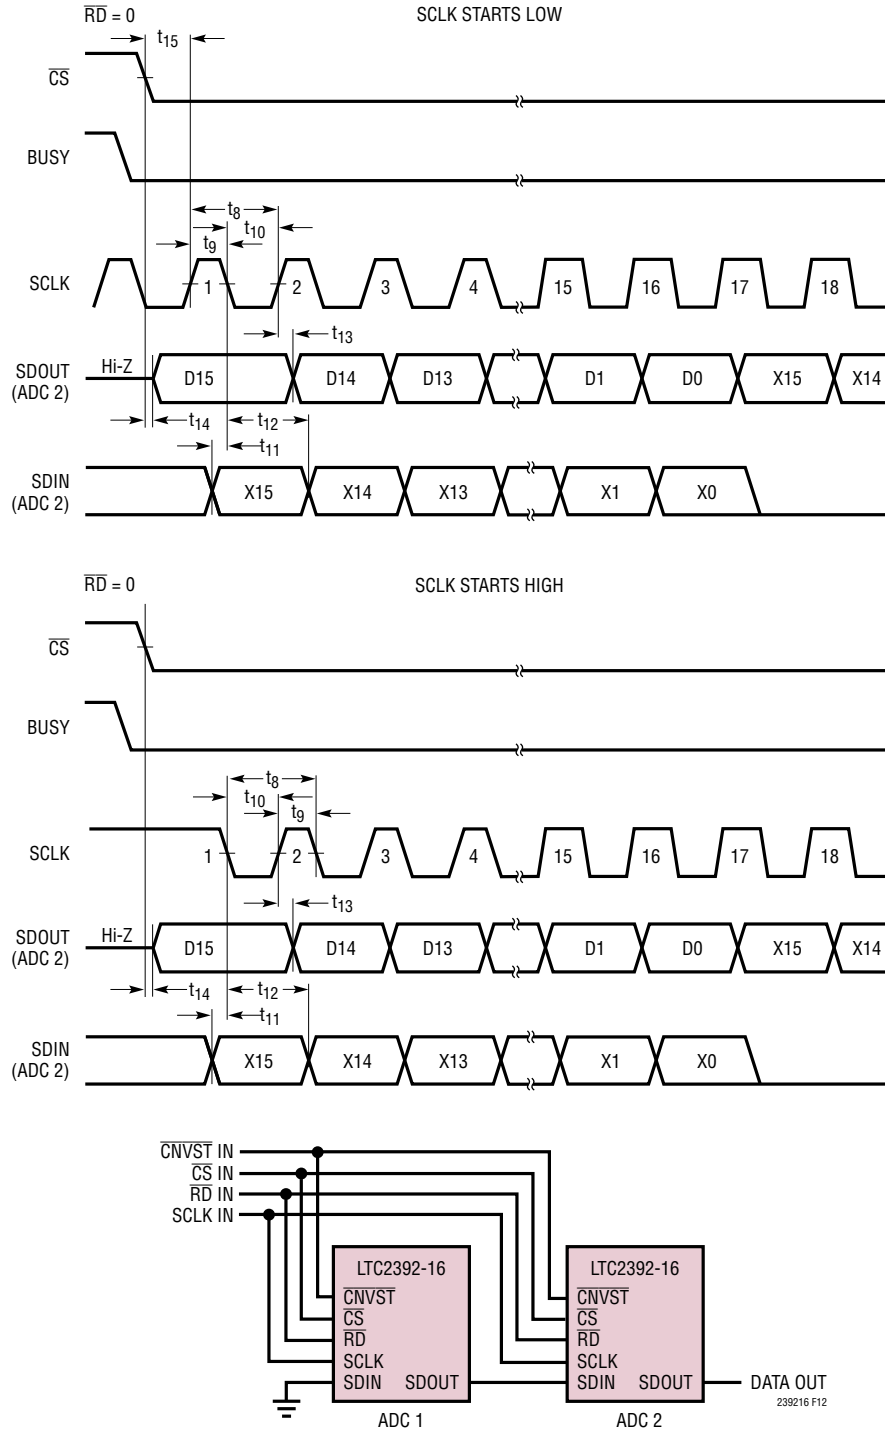 RD = 0
SCLK STARTS LOW
t15
CS
BUSY
t8
t10
t9
SCLK
1
2
3
4
15
16
17
18
t13
SDOUT
(ADC 2)
Hi-Z
D15
D14
D13
D1
D0
X15
X14
t14
t12
t11
SDIN
(ADC 2)
X15
X14
X13
X1
X0
RD = 0
SCLK STARTS HIGH
CS
BUSY
t8
t10
t9
SCLK
1
2
3
4
15
16
17
18
t13
SDOUT
(ADC 2)
Hi-Z
D15
D14
D13
D1
D0
X15
X14
t14
t12
t11
SDIN
(ADC 2)
X15
X14
X13
X1
X0
CNVST IN
CS IN
RD IN
SCLK IN
LTC2392-16
CNVST
CS
RD
SCLK
SDIN SDOUT
ADC 1
LTC2392-16
CNVST
CS
RD
SCLK
SDIN SDOUT
ADC 2
DATA OUT
239216 F12